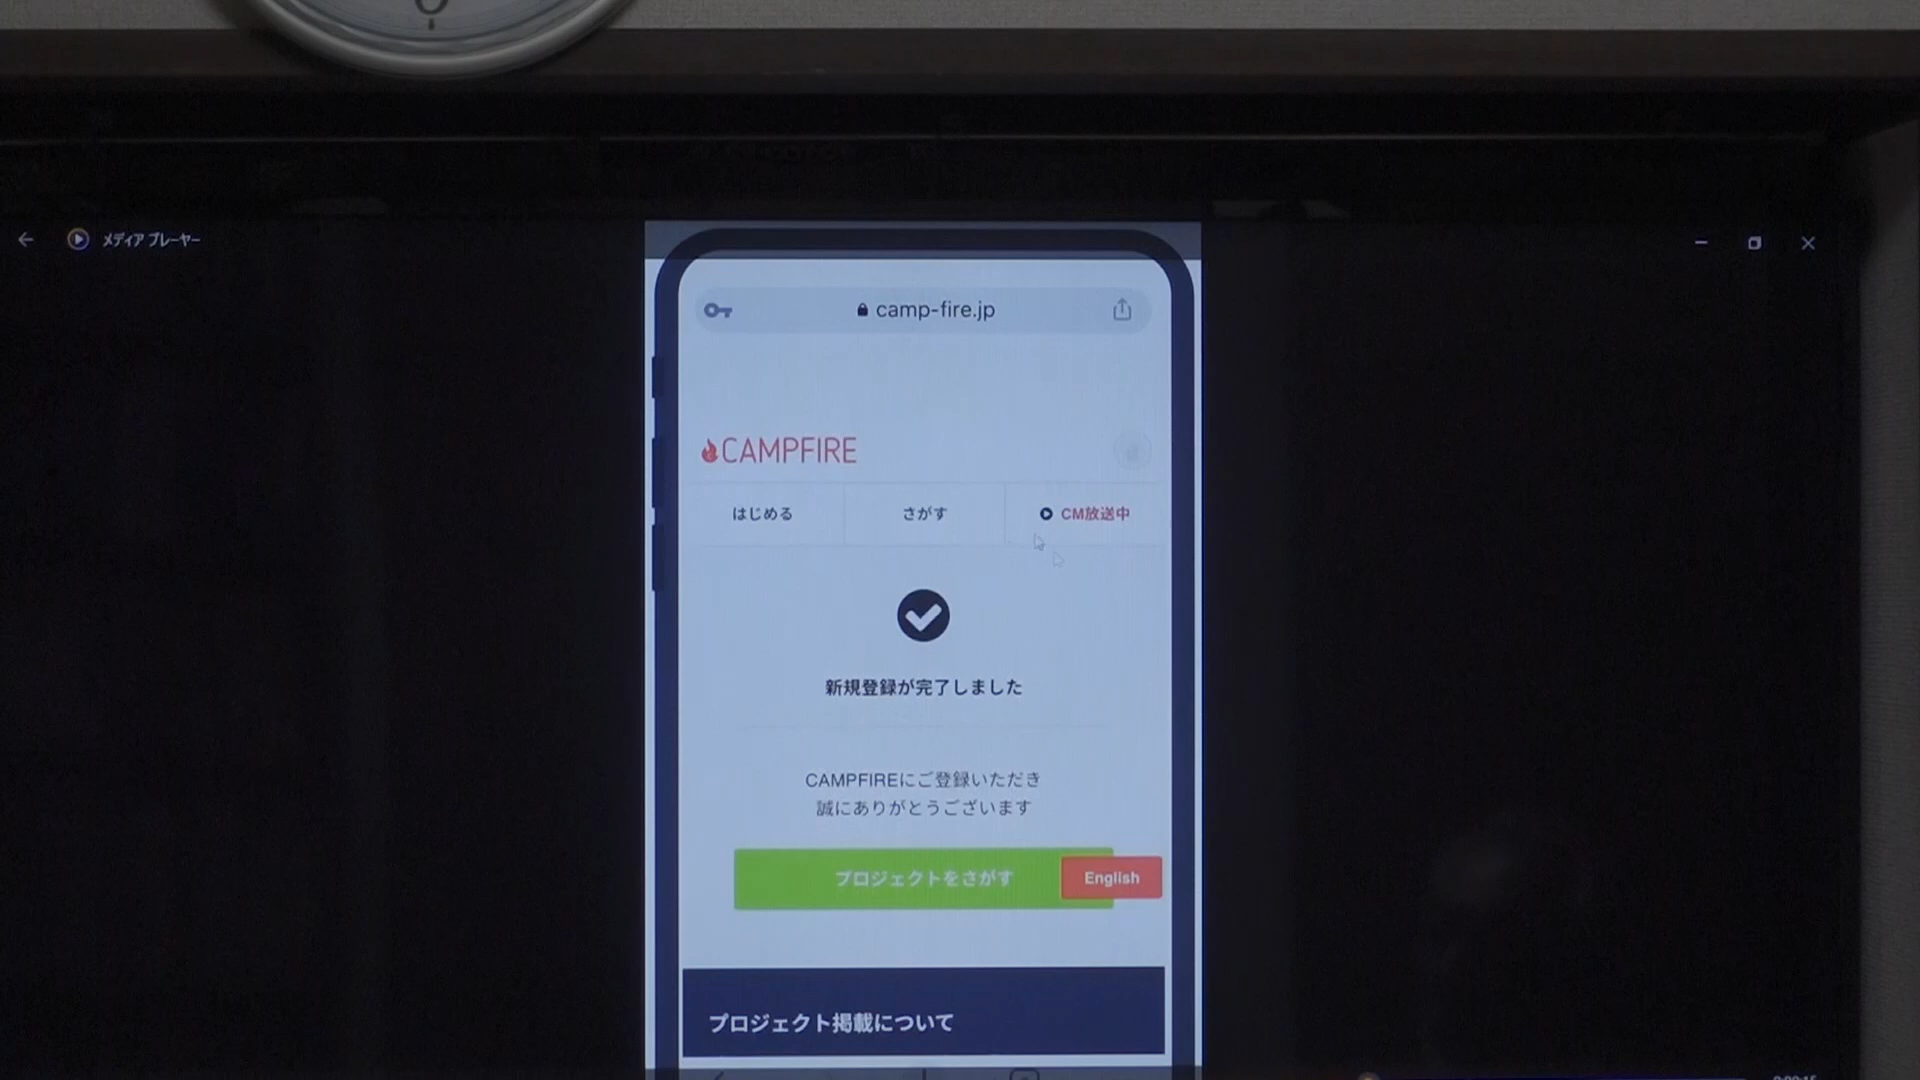 メディア プレーヤー
camp-fire.jp
CAMPFIRE
はじめる
さがす
CM放送中
新規登録が完了しました
CAMPFIREにご登録いただき
誠にありがとうございます
プロジェクトをさがす
English
プロジェクト掲載について